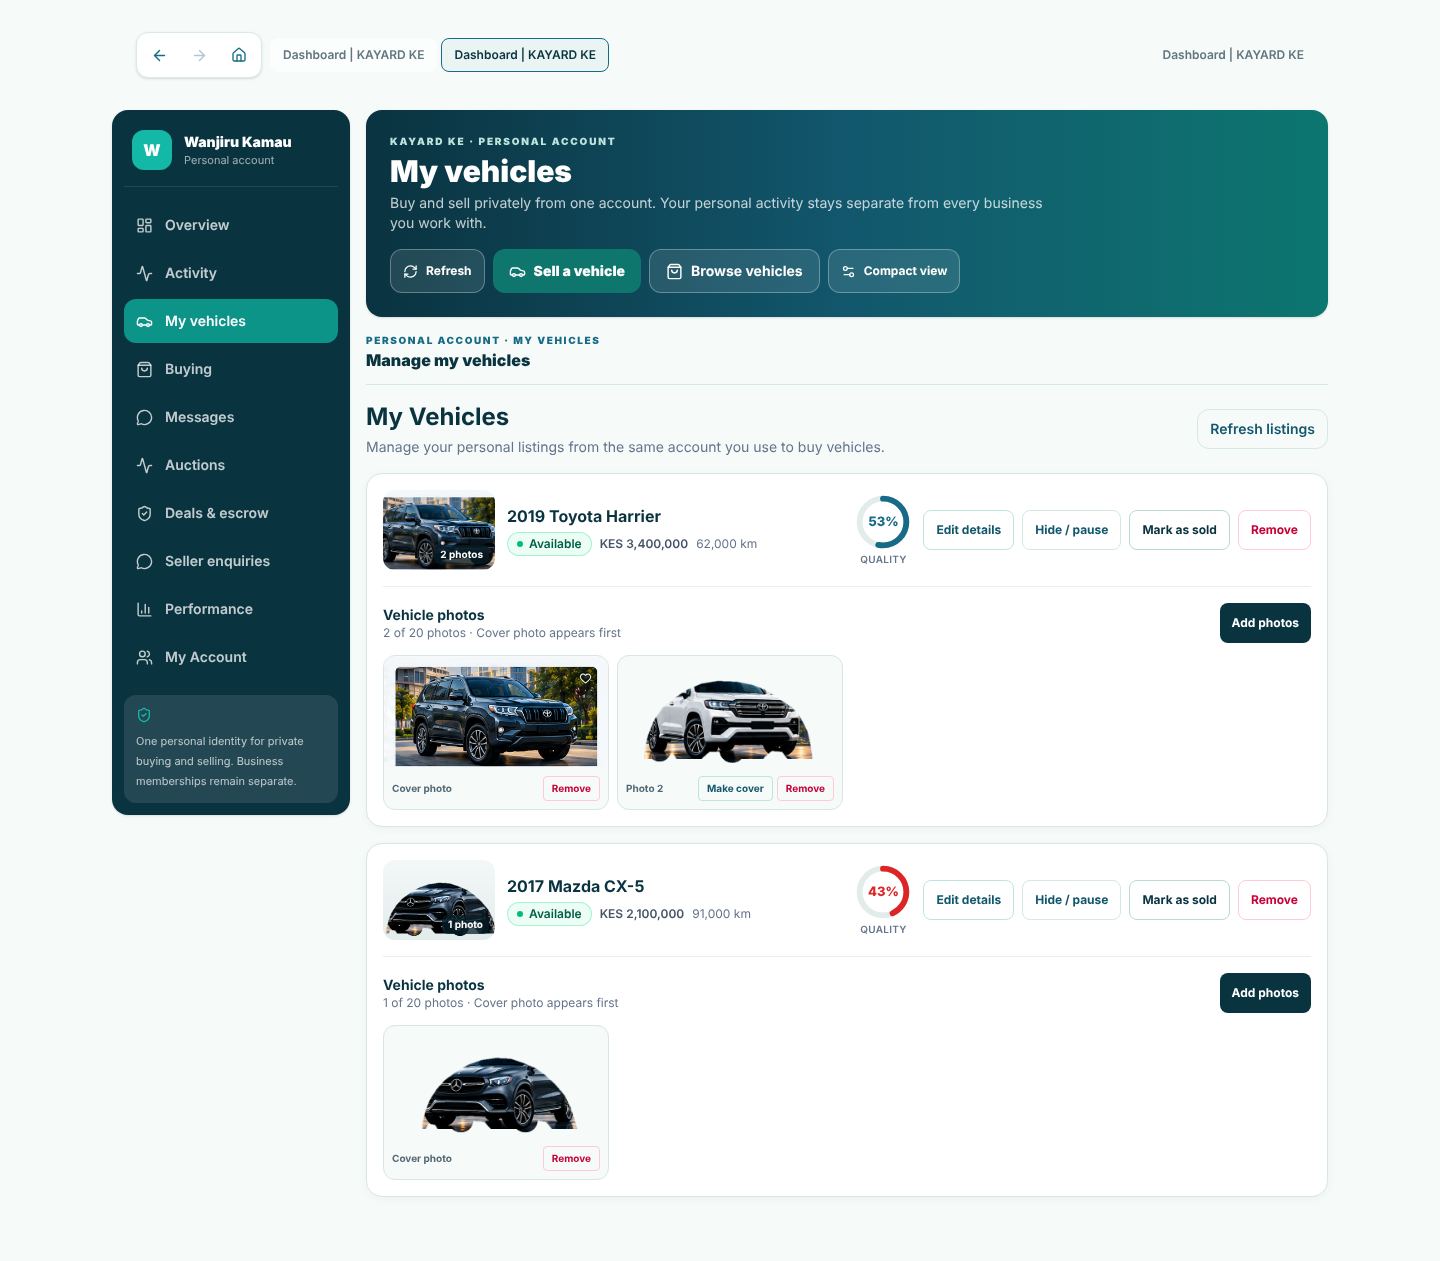 Dashboard | KAYARD KE
Dashboard | KAYARD KE
Dashboard | KAYARD KE
W
Wanjiru Kamau
Personal account
Overview
Activity
My vehicles
Buying
Messages
Auctions
Deals & escrow
Seller enquiries
Performance
My Account
One personal identity for private
buying and selling. Business
memberships remain separate.
KAYARD KE · PERSONAL ACCOUNT
My vehicles
Buy and sell privately from one account. Your personal activity stays separate from every business
you work with.
Refresh
Sell a vehicle
Browse vehicles
Compact view
PERSONAL ACCOUNT · MY VEHICLES
Manage my vehicles
My Vehicles
Manage your personal listings from the same account you use to buy vehicles.
Refresh listings
2 photos
2019 Toyota Harrier
Available KES 3,400,000 62,000 km
53%
QUALITY
Edit details
Hide / pause
Mark as sold
Remove
Vehicle photos
2 of 20 photos · Cover photo appears first
Add photos
Cover photo
Remove
Photo 2
Make cover
Remove
1 photo
2017 Mazda CX-5
Available KES 2,100,000 91,000 km
43%
QUALITY
Edit details
Hide / pause
Mark as sold
Remove
Vehicle photos
1 of 20 photos · Cover photo appears first
Add photos
Cover photo
Remove